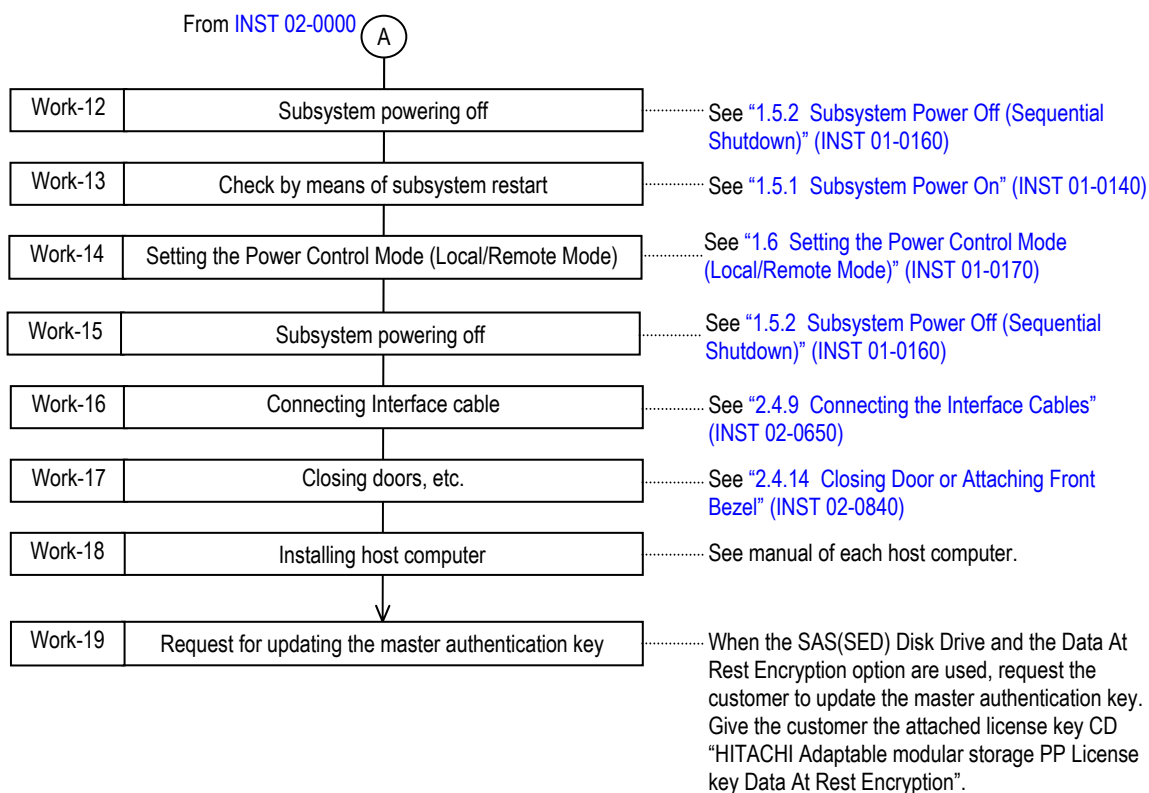 From INST 02-0000
A
Work-12 Subsystem powering off
See “1.5.2 Subsystem Power Off (Sequential
Shutdown)” (INST 01-0160)
Work-13 Check by means of subsystem restart
See “1.5.1 Subsystem Power On” (INST 01-0140)
Work-14 Setting the Power Control Mode (Local/Remote Mode)
See “1.6 Setting the Power Control Mode
(Local/Remote Mode)” (INST 01-0170)
Work-15 Subsystem powering off
See “1.5.2 Subsystem Power Off (Sequential
Shutdown)” (INST 01-0160)
Work-16 Connecting Interface cable
See “2.4.9 Connecting the Interface Cables”
(INST 02-0650)
Work-17 Closing doors, etc.
See “2.4.14 Closing Door or Attaching Front
Bezel” (INST 02-0840)
Work-18 Installing host computer
See manual of each host computer.
Work-19 Request for updating the master authentication key
When the SAS(SED) Disk Drive and the Data At
Rest Encryption option are used, request the
customer to update the master authentication key.
Give the customer the attached license key CD
“HITACHI Adaptable modular storage PP License
key Data At Rest Encryption”.